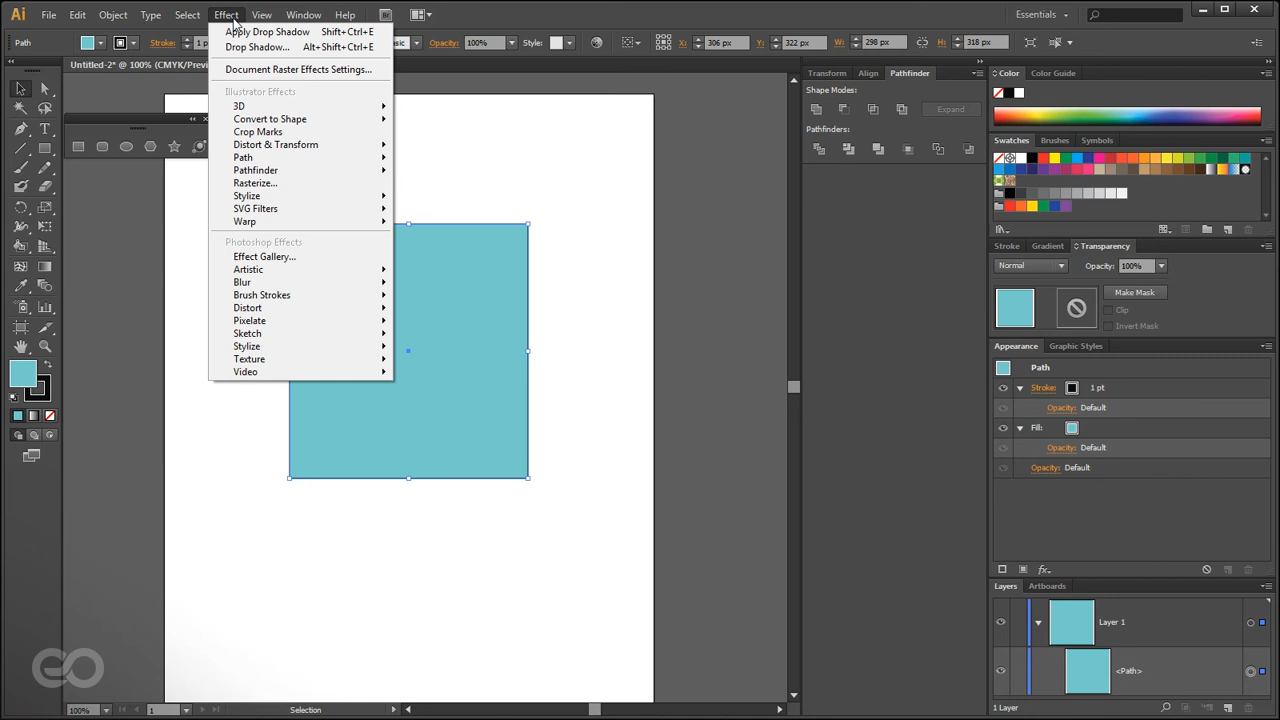 Ai File Edit Object Type Select Effect View Window Help Br Essentials
Path Stroke: 1 p Basic Opacity: 100% Style: X: 306 px Y: 322 px W: 298 px H: 318 px
Untitled-2* @ 100% (CMYK/Preview)
Apply Drop Shadow Shift+Ctrl+E
Drop Shadow... Alt+Shift+Ctrl+E
Document Raster Effects Settings...
Illustrator Effects
3D
Convert to Shape
Crop Marks
Distort & Transform
Path
Pathfinder
Rasterize...
Stylize
SVG Filters
Warp
Photoshop Effects
Effect Gallery...
Artistic
Blur
Brush Strokes
Distort
Pixelate
Sketch
Stylize
Texture
Video
Transform Align Pathfinder
Shape Modes:
Expand
Pathfinders:
Color Color Guide
Swatches Brushes Symbols
Stroke Gradient Transparency
Normal Opacity: 100%
Make Mask
Clip
Invert Mask
Appearance Graphic Styles
Path
Stroke: 1 pt
Opacity: Default
Fill:
Opacity: Default
Opacity: Default
fx
Layers Artboards
Layer 1
<Path>
1 Layer
100% 1 Selection